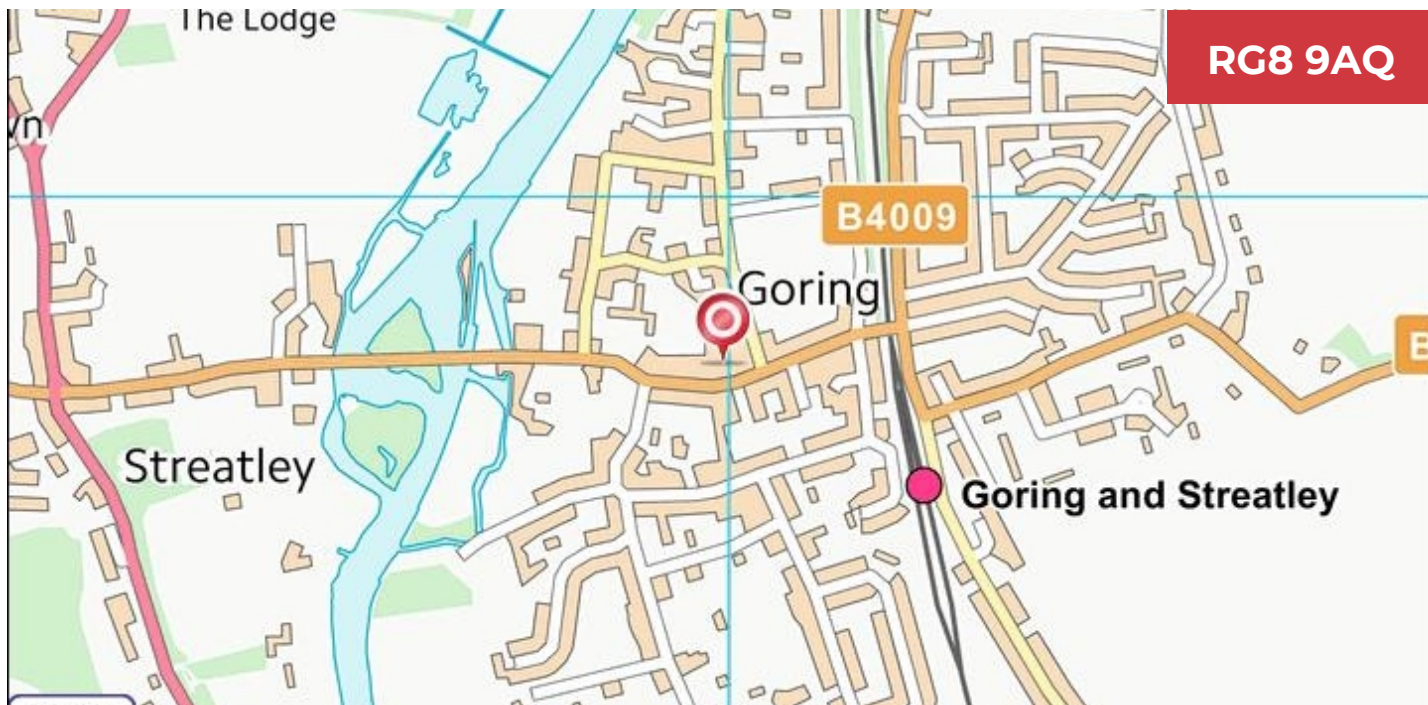 The Lodge
RG8 9AQ
B4009
Goring
Streatley
Goring and Streatley